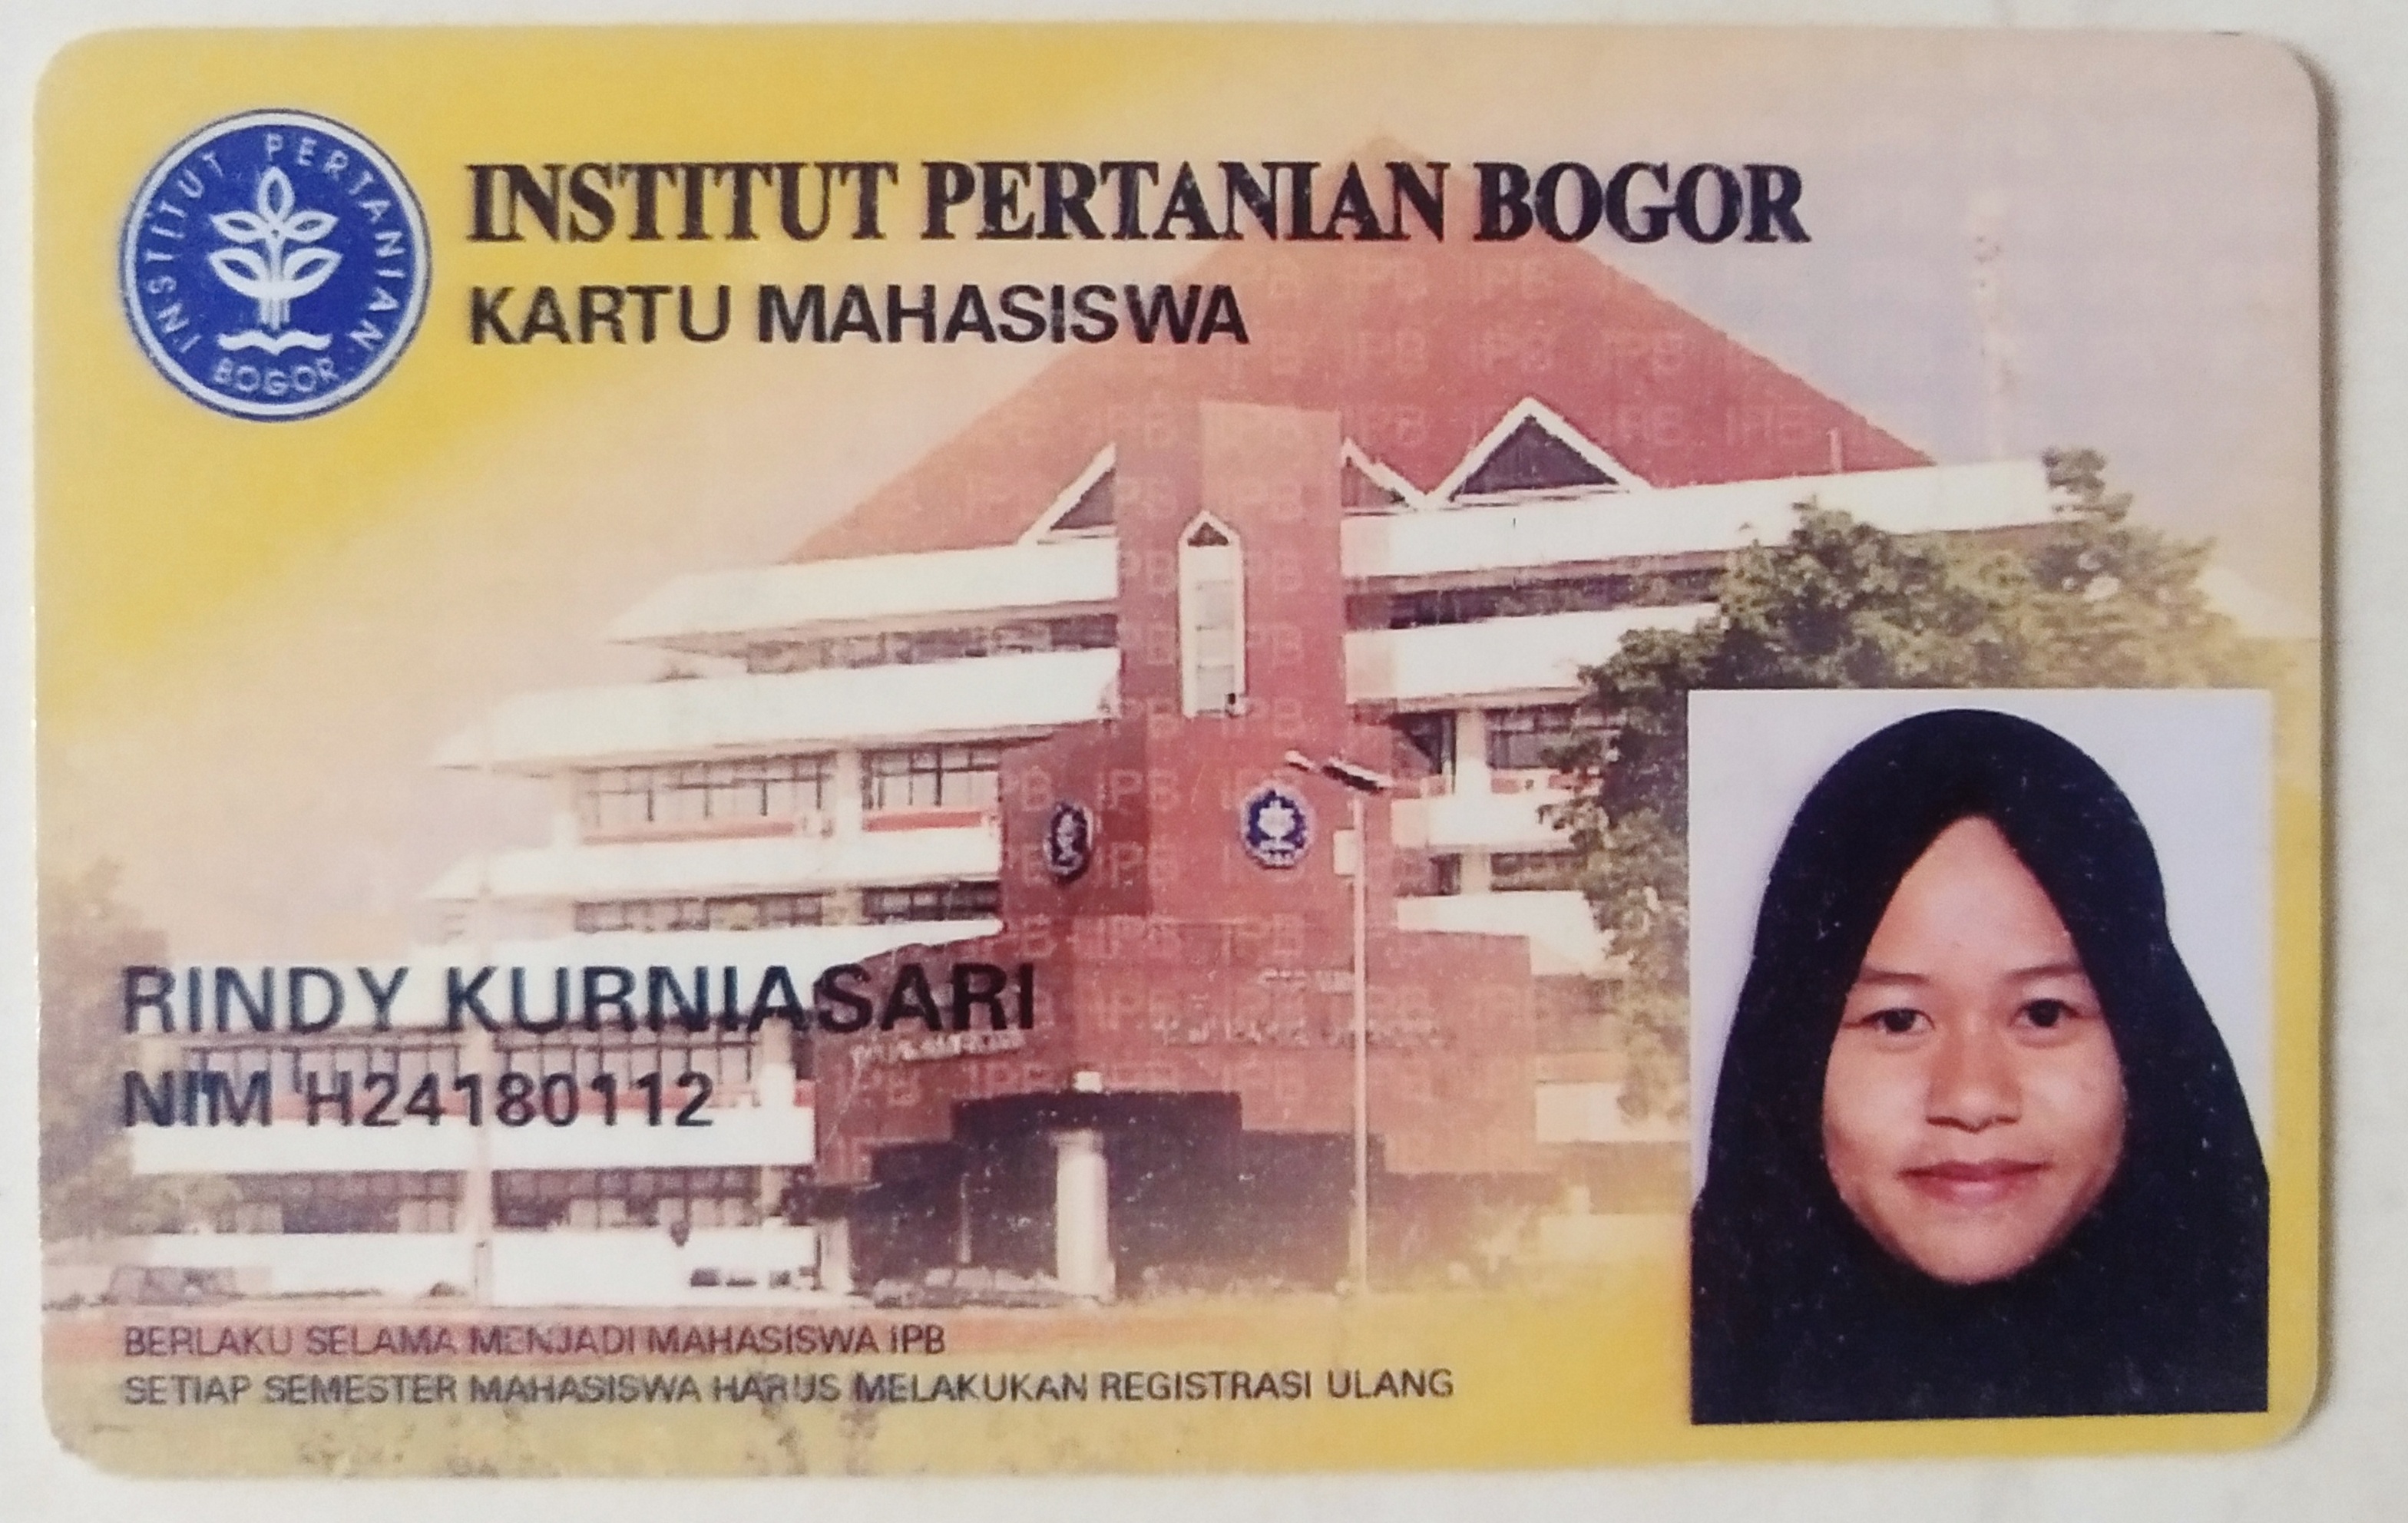 INSTITUT PERTANIAN BOGOR
INSTITUT PERTANIAN BOGOR
KARTU MAHASISWA
RINDY KURNIASARI
NIM H24180112
BERLAKU SELAMA MENJADI MAHASISWA IPB
SETIAP SEMESTER MAHASISWA HARUS MELAKUKAN REGISTRASI ULANG